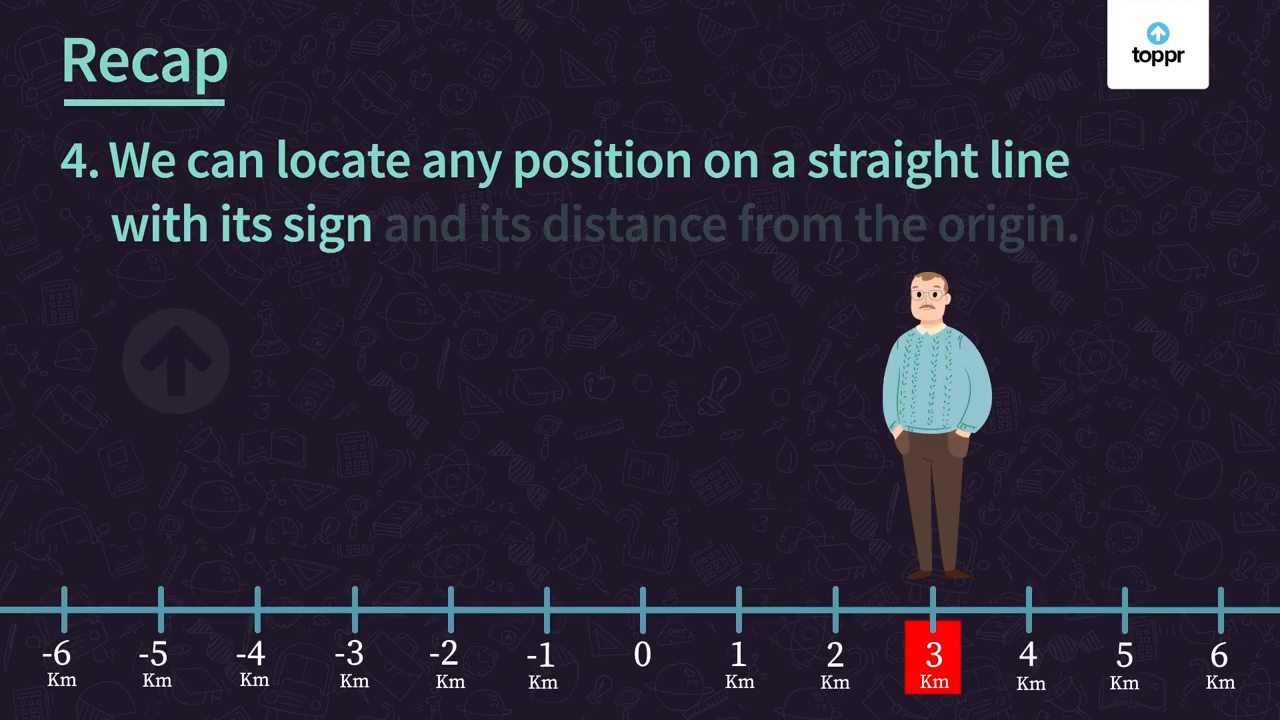 Recap
toppr
4. We can locate any position on a straight line
with its sign and its distance from the origin.
-6 -5 -4 -3 -2 -1 0 1 2 3 4 5 6
Km Km Km Km Km Km Km Km Km Km Km Km